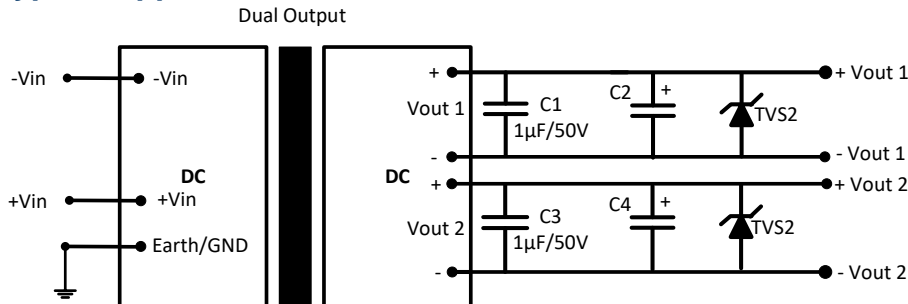 Dual Output
-Vin
-Vin
+Vin
+Vin
DC
Earth/GND
DC
+
Vout 1
-
+
Vout 2
-
C1
1µF/50V
C2
+
TVS2
+ Vout 1
- Vout 1
C3
1µF/50V
C4
+
TVS2
+ Vout 2
- Vout 2